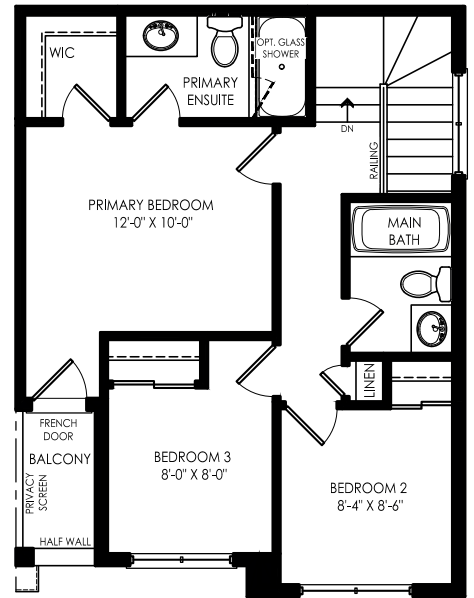 WIC
PRIMARY
ENSUITE
OPT. GLASS
SHOWER
DN
RAILING
PRIMARY BEDROOM
12'-0" X 10'-0"
MAIN
BATH
LINEN
FRENCH
DOOR
BALCONY
PRIVACY
SCREEN
HALF WALL
BEDROOM 3
8'-0" X 8'-0"
BEDROOM 2
8'-4" X 8'-6"